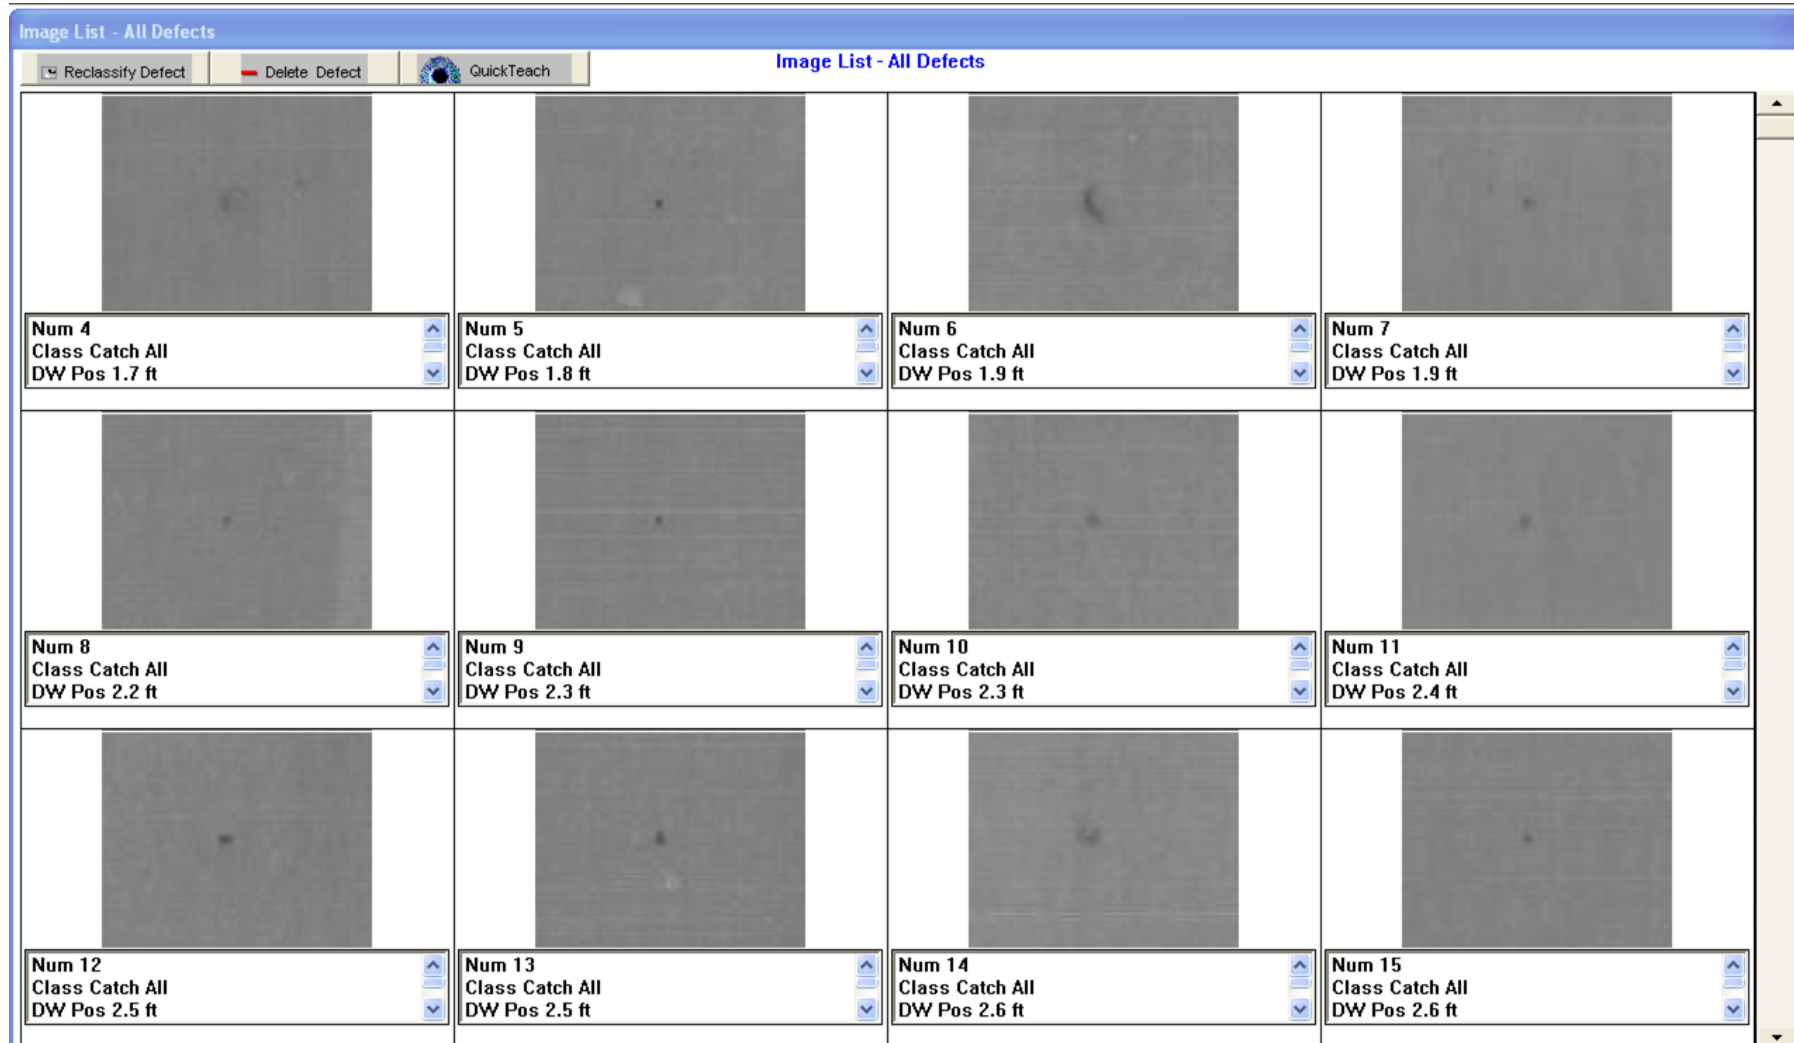 Image List - All Defects
Reclassify Defect
Delete Defect
QuickTeach
Image List - All Defects
Num 4
Class Catch All
DW Pos 1.7 ft
Num 5
Class Catch All
DW Pos 1.8 ft
Num 6
Class Catch All
DW Pos 1.9 ft
Num 7
Class Catch All
DW Pos 1.9 ft
Num 8
Class Catch All
DW Pos 2.2 ft
Num 9
Class Catch All
DW Pos 2.3 ft
Num 10
Class Catch All
DW Pos 2.3 ft
Num 11
Class Catch All
DW Pos 2.4 ft
Num 12
Class Catch All
DW Pos 2.5 ft
Num 13
Class Catch All
DW Pos 2.5 ft
Num 14
Class Catch All
DW Pos 2.6 ft
Num 15
Class Catch All
DW Pos 2.6 ft